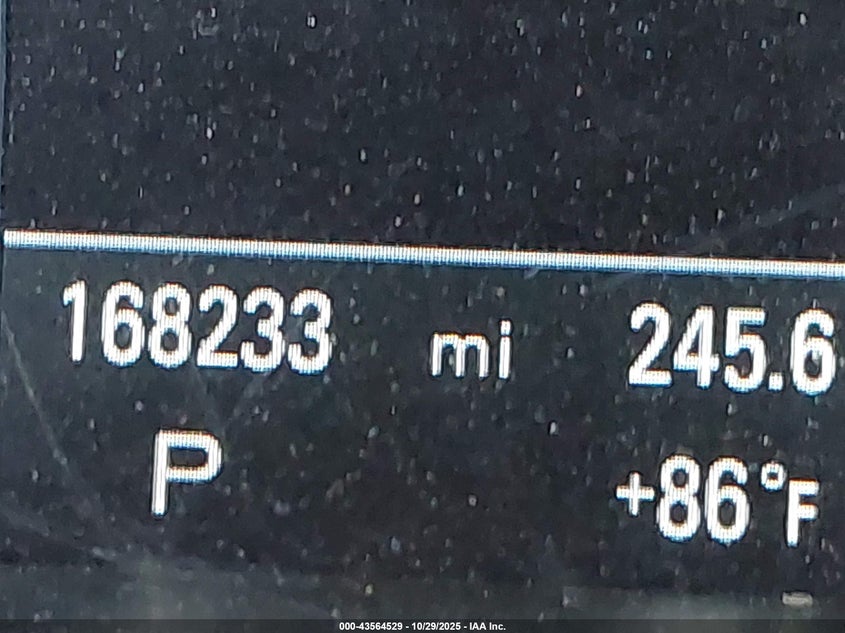 168233 mi 245.6
P +86°F
000-43564529 - 10/29/2025 - IAA Inc.